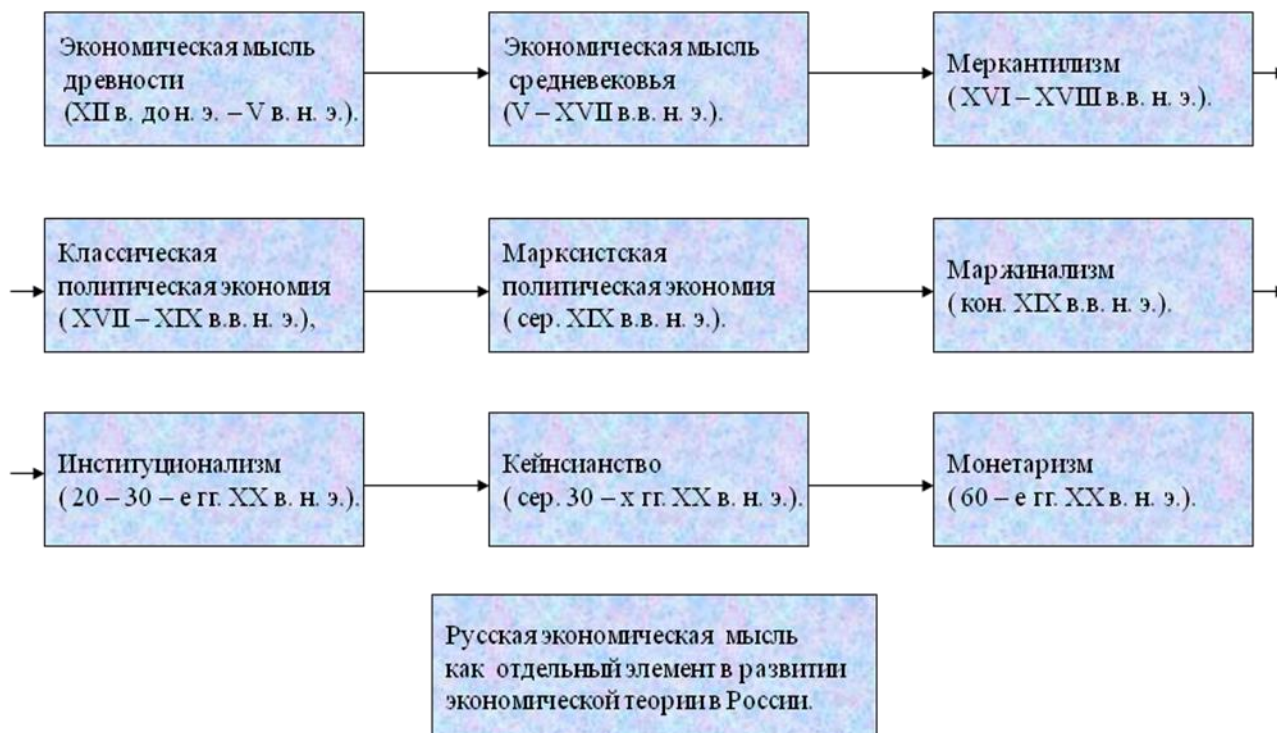 Экономическая мысль
древности
(XII в. до н. э. – V в. н. э.).
Экономическая мысль
средневековья
(V – XVII в.в. н. э.).
Меркантилизм
( XVI – XVIII в.в. н. э.).
Классическая
политическая экономия
( XVII – XIX в.в. н. э.),
Марксистская
политическая экономия
( сер. XIX в.в. н. э.).
Маржинализм
(кон. XIX в.в. н. э.).
Институционализм
( 20 – 30 – е гг. XX в. н. э.).
Кейнсианство
(сер. 30 – х гг. XX в. н. э.).
Монетаризм
(60 – е гг. XX в. н. э.).
Русская экономическая мысль
как отдельный элемент в развитии
экономической теории в России.